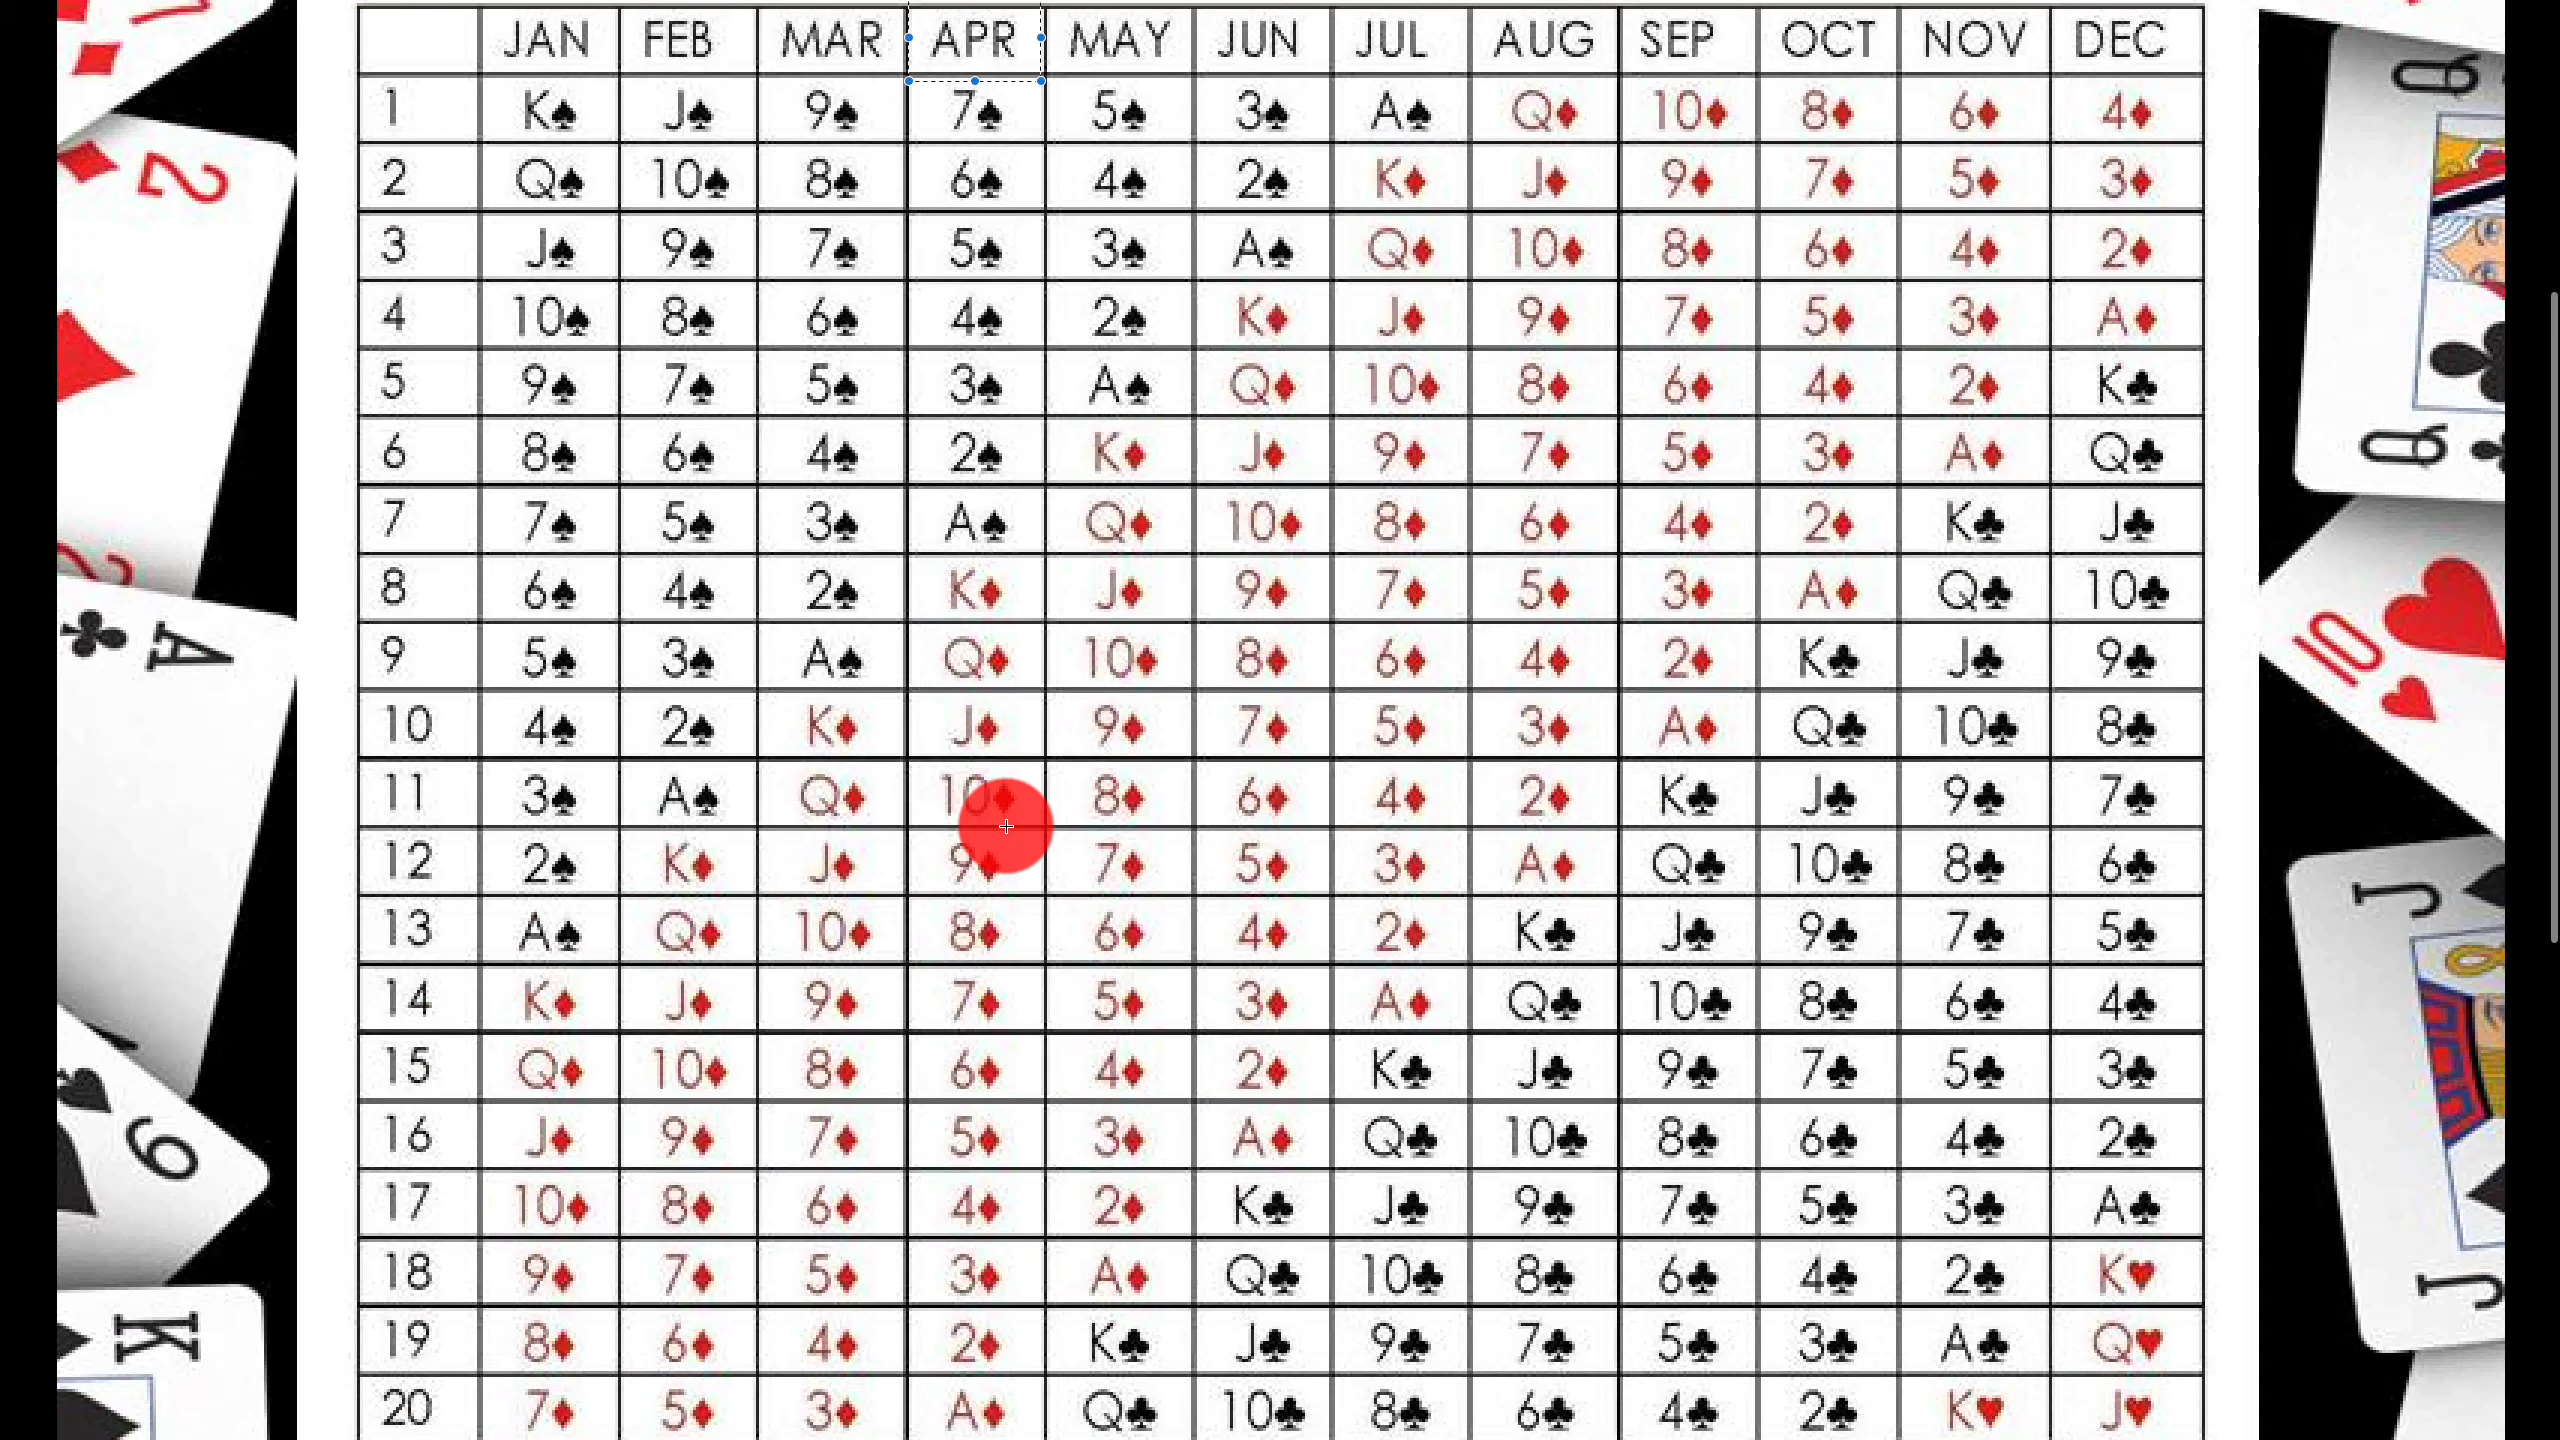 JAN FEB MAR APR MAY JUN JUL AUG SEP OCT NOV DEC
1 K♠ J♠ 9♠ 7♠ 5♠ 3♠ A♠ Q♦ 10♦ 8♦ 6♦ 4♦
2 Q♠ 10♠ 8♠ 6♠ 4♠ 2♠ K♦ J♦ 9♦ 7♦ 5♦ 3♦
3 J♠ 9♠ 7♠ 5♠ 3♠ A♠ Q♦ 10♦ 8♦ 6♦ 4♦ 2♦
4 10♠ 8♠ 6♠ 4♠ 2♠ K♦ J♦ 9♦ 7♦ 5♦ 3♦ A♦
5 9♠ 7♠ 5♠ 3♠ A♠ Q♦ 10♦ 8♦ 6♦ 4♦ 2♦ K♣
6 8♠ 6♠ 4♠ 2♠ K♦ J♦ 9♦ 7♦ 5♦ 3♦ A♦ Q♣
7 7♠ 5♠ 3♠ A♠ Q♦ 10♦ 8♦ 6♦ 4♦ 2♦ K♣ J♣
8 6♠ 4♠ 2♠ K♦ J♦ 9♦ 7♦ 5♦ 3♦ A♦ Q♣ 10♣
9 5♠ 3♠ A♠ Q♦ 10♦ 8♦ 6♦ 4♦ 2♦ K♣ J♣ 9♣
10 4♠ 2♠ K♦ J♦ 9♦ 7♦ 5♦ 3♦ A♦ Q♣ 10♣ 8♣
11 3♠ A♠ Q♦ 10♦ 8♦ 6♦ 4♦ 2♦ K♣ J♣ 9♣ 7♣
12 2♠ K♦ J♦ 9♦ 7♦ 5♦ 3♦ A♦ Q♣ 10♣ 8♣ 6♣
13 A♠ Q♦ 10♦ 8♦ 6♦ 4♦ 2♦ K♣ J♣ 9♣ 7♣ 5♣
14 K♦ J♦ 9♦ 7♦ 5♦ 3♦ A♦ Q♣ 10♣ 8♣ 6♣ 4♣
15 Q♦ 10♦ 8♦ 6♦ 4♦ 2♦ K♣ J♣ 9♣ 7♣ 5♣ 3♣
16 J♦ 9♦ 7♦ 5♦ 3♦ A♦ Q♣ 10♣ 8♣ 6♣ 4♣ 2♣
17 10♦ 8♦ 6♦ 4♦ 2♦ K♣ J♣ 9♣ 7♣ 5♣ 3♣ A♣
18 9♦ 7♦ 5♦ 3♦ A♦ Q♣ 10♣ 8♣ 6♣ 4♣ 2♣ K♥
19 8♦ 6♦ 4♦ 2♦ K♣ J♣ 9♣ 7♣ 5♣ 3♣ A♣ Q♥
20 7♦ 5♦ 3♦ A♦ Q♣ 10♣ 8♣ 6♣ 4♣ 2♣ K♥ J♥
2
A
9
K
Q
Q
10
J
J